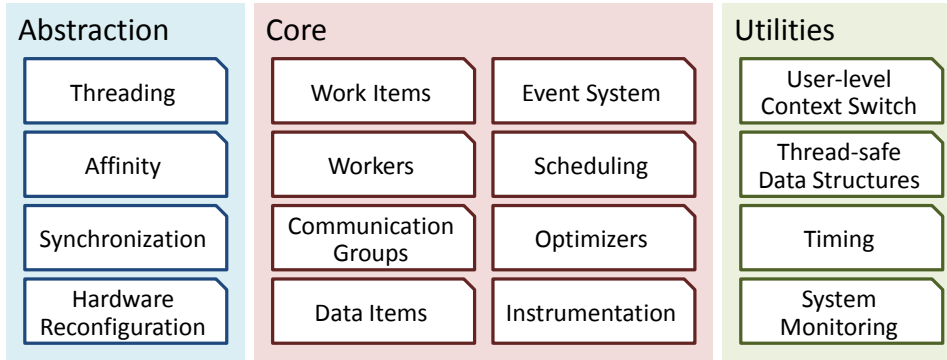 Abstraction
Threading
Affinity
Synchronization
Hardware
Reconfiguration
Core
Work Items
Workers
Communication
Groups
Data Items
Event System
Scheduling
Optimizers
Instrumentation
Utilities
User-level
Context Switch
Thread-safe
Data Structures
Timing
System
Monitoring